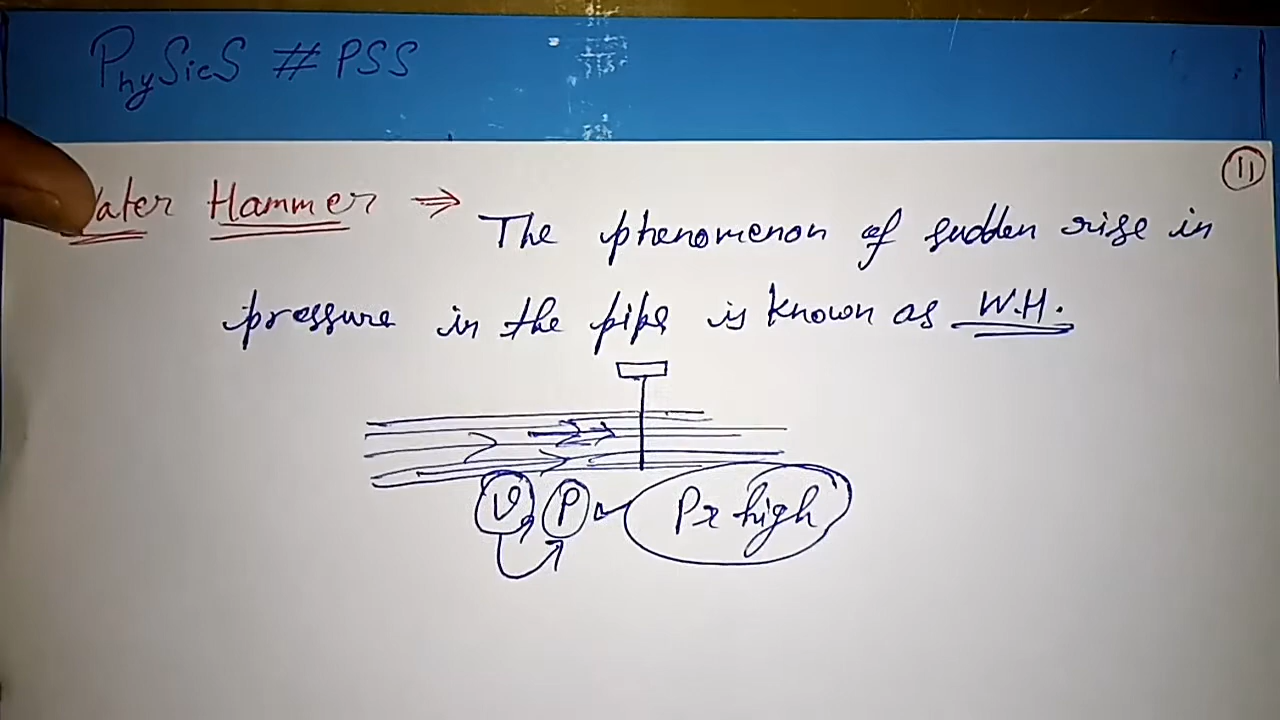 PhySicS # PSS
11
Water Hammer ⇒ The phenomenon of sudden rise in
pressure in the pipe is known as W.H.
V P Pr high